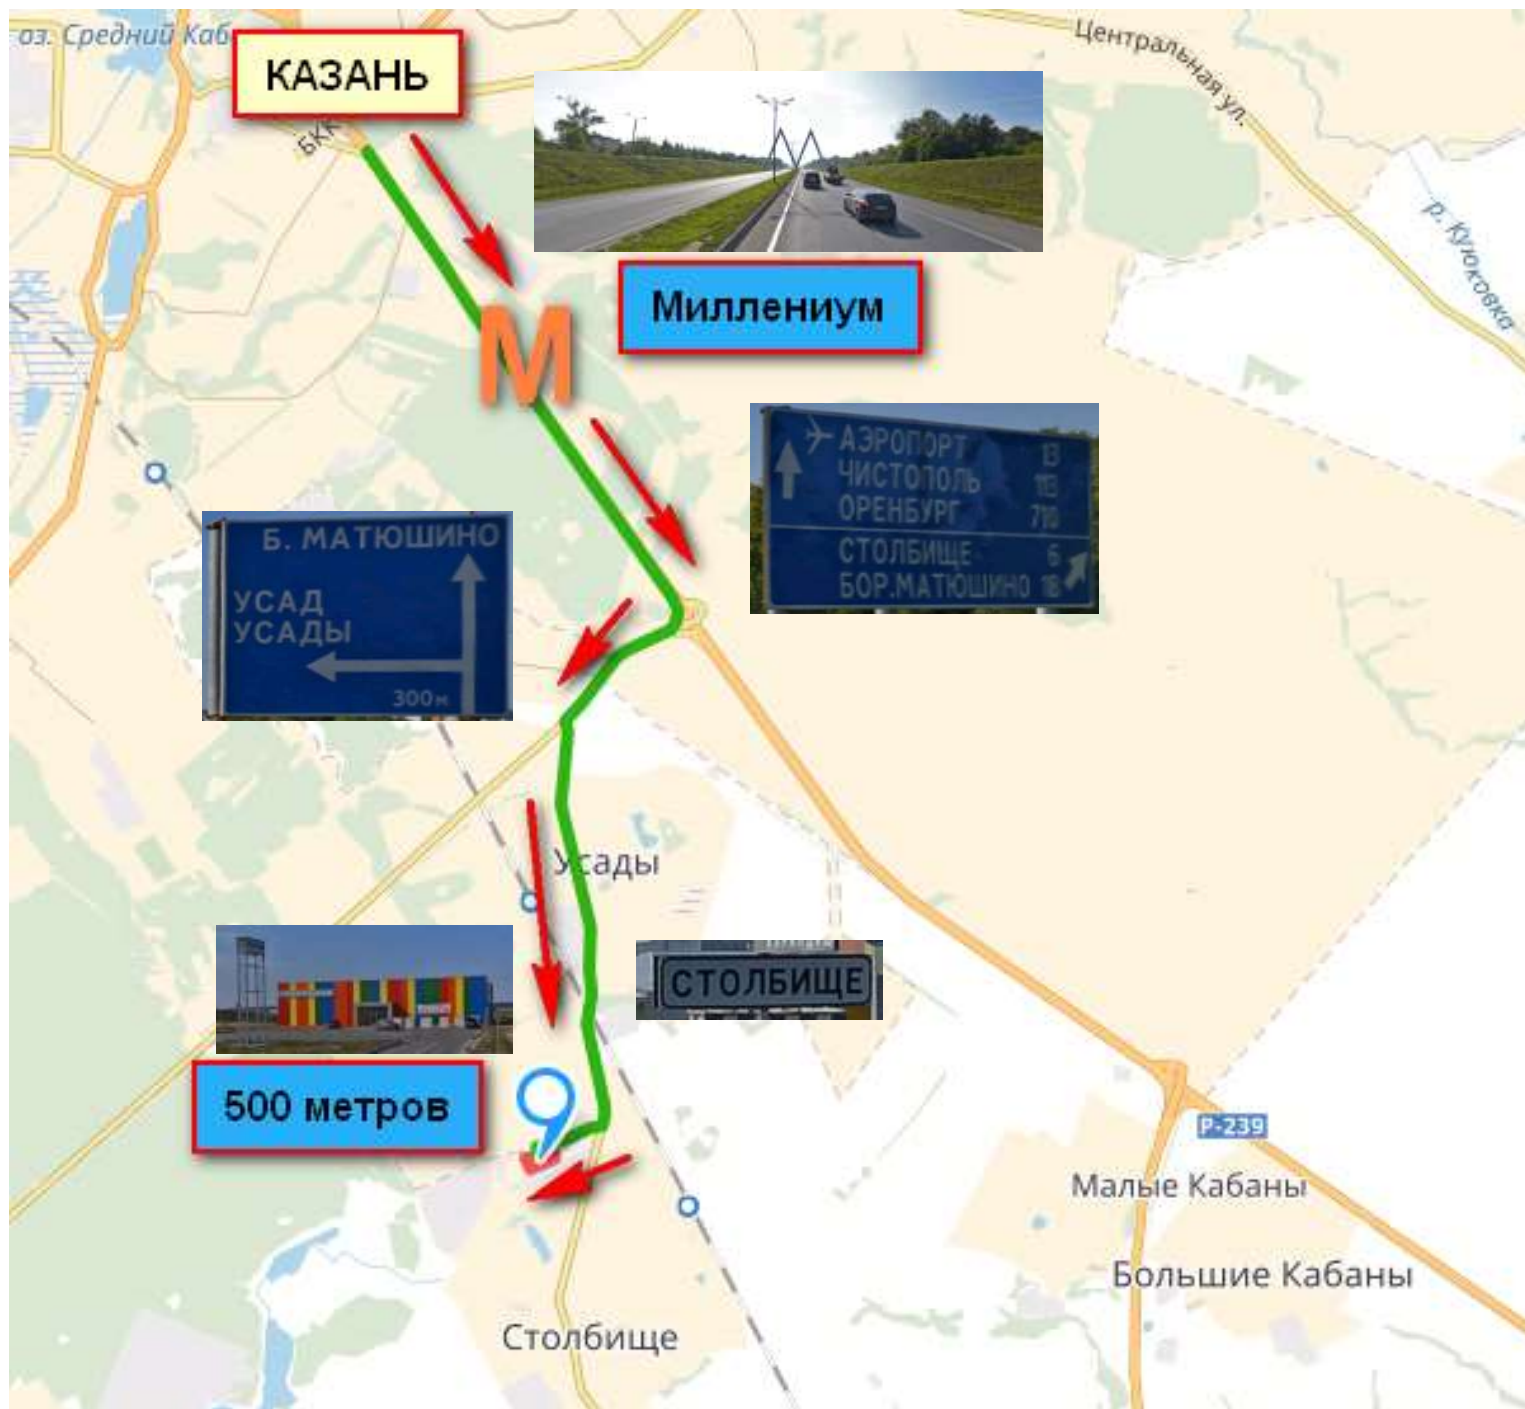 оз. Средний Каб
КАЗАНЬ
БКК
Центральная ул.
р. Куюковка
Миллениум
М
АЭРОПОРТ 13
ЧИСТОПОЛЬ 113
ОРЕНБУРГ 710
СТОЛБИЩЕ 6
БОР.МАТЮШИНО 18
Б. МАТЮШИНО
УСАД
УСАДЫ
300м
Усады
СТОЛБИЩЕ
500 метров
Р-239
Малые Кабаны
Большие Кабаны
Столбище